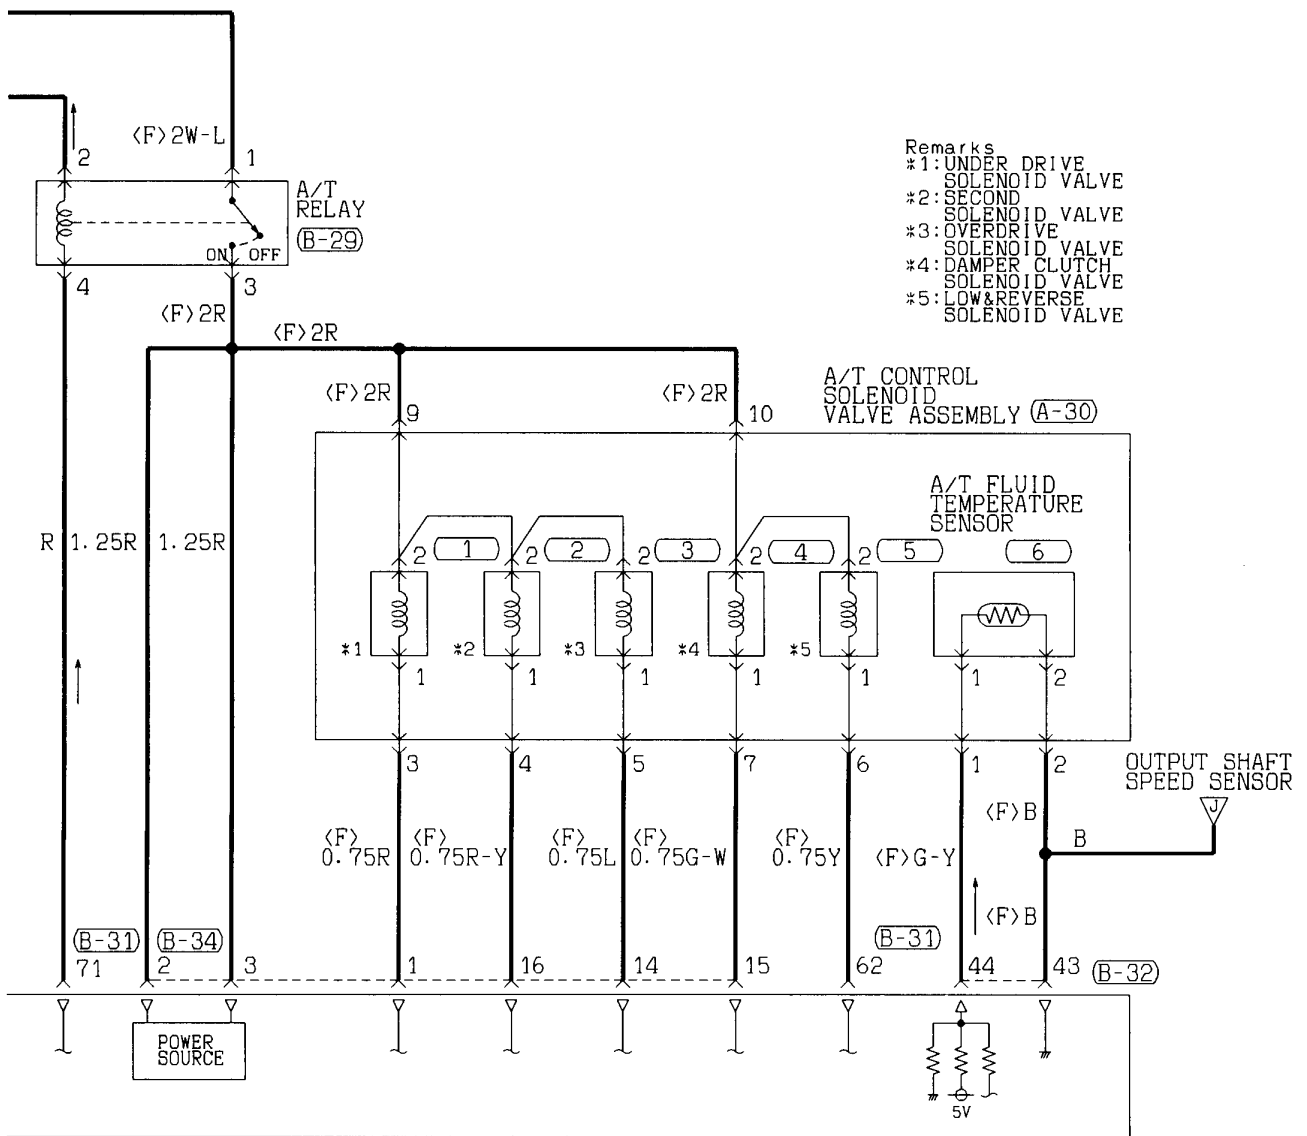 <F>2W-L
2
1
A/T
RELAY
(B-29)
ON OFF
4
3
Remarks
*1:UNDER DRIVE
SOLENOID VALVE
*2:SECOND
SOLENOID VALVE
*3:OVERDRIVE
SOLENOID VALVE
*4:DAMPER CLUTCH
SOLENOID VALVE
*5:LOW&REVERSE
SOLENOID VALVE
<F>2R
<F>2R
<F>2R
<F>2R
9
10
A/T CONTROL
SOLENOID
VALVE ASSEMBLY (A-30)
A/T FLUID
TEMPERATURE
SENSOR
R
1.25R
1.25R
2
1
2
2
2
3
2
4
2
5
6
*1
*2
*3
*4
*5
1
1
1
1
1
1
2
3
4
5
7
6
1
2
OUTPUT SHAFT
SPEED SENSOR
J
<F>
0.75R
<F>
0.75R-Y
<F>
0.75L
<F>
0.75G-W
<F>
0.75Y
<F>G-Y
<F>B
B
<F>B
(B-31)
(B-34)
(B-31)
(B-32)
71
2
3
1
16
14
15
62
44
43
POWER
SOURCE
5V